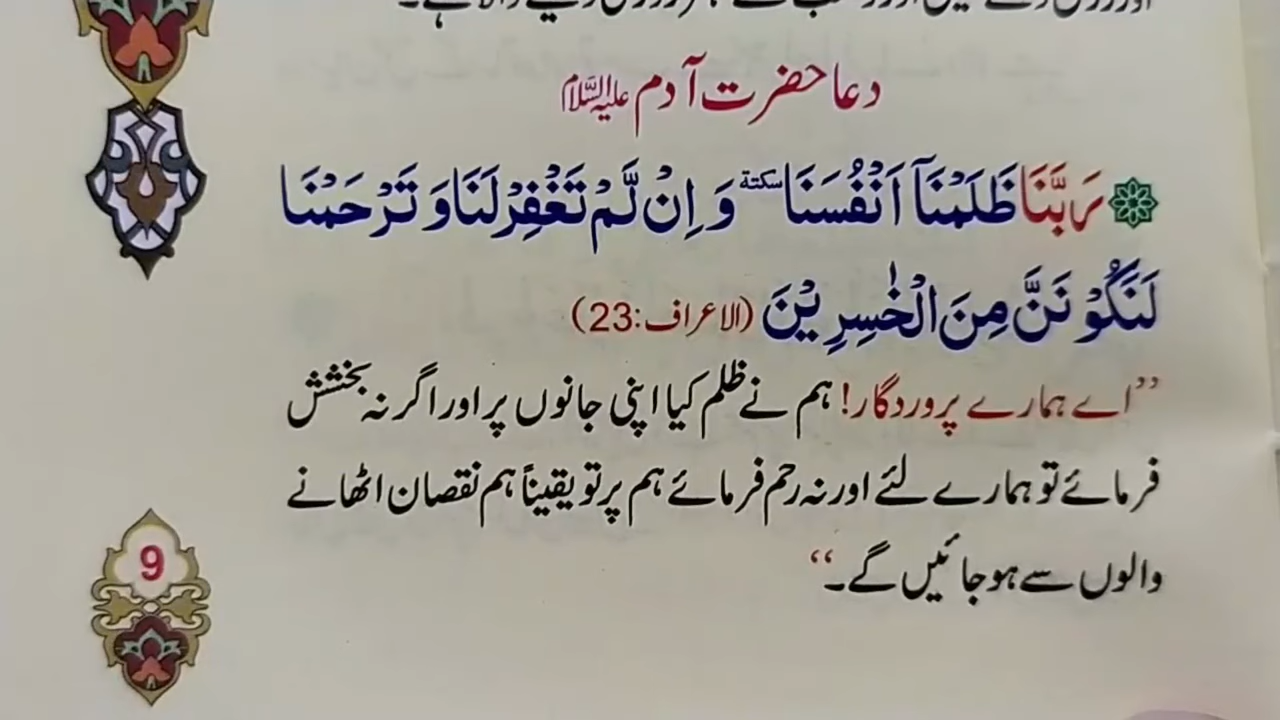 دعا حضرت آدم علیہ السلام
رَبَّنَا ظَلَمْنَآ اَنْفُسَنَا سكتة وَ اِنْ لَّمْ تَغْفِرْ لَنَا وَ تَرْحَمْنَا
لَنَكُوْنَنَّ مِنَ الْخٰسِرِيْنَ (الاعراف:23)
”اے ہمارے پروردگار! ہم نے ظلم کیا اپنی جانوں پر اور اگر نہ بخشش
فرمائے تو ہمارے لئے اور نہ رحم فرمائے ہم پر تو یقیناً ہم نقصان اٹھانے
والوں سے ہو جائیں گے۔“
9